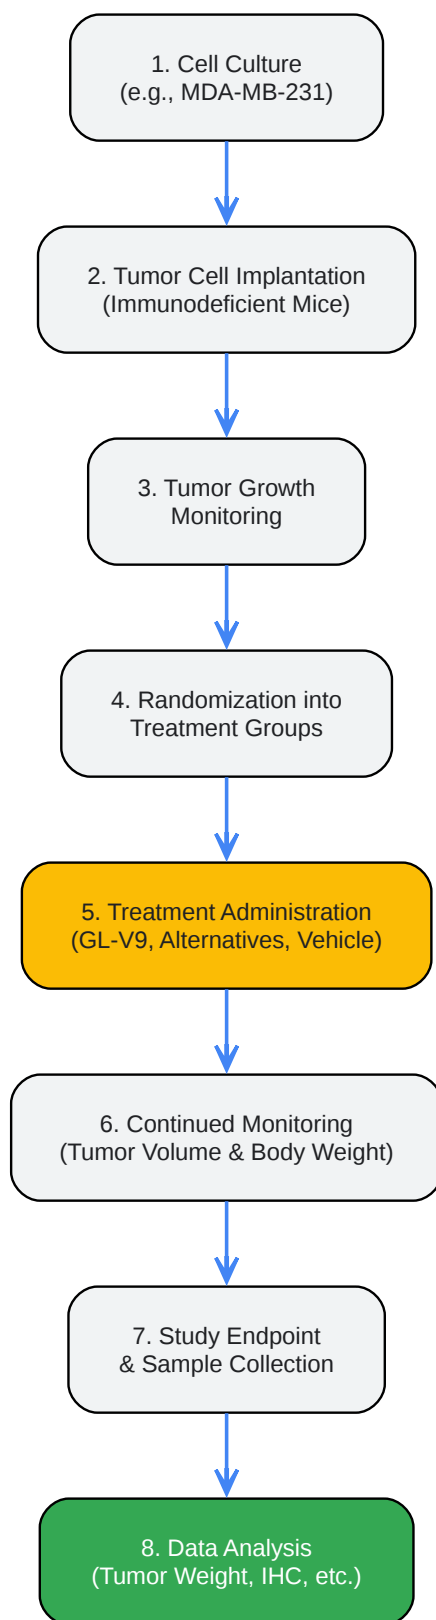 1. Cell Culture
(e.g., MDA-MB-231)
2. Tumor Cell Implantation
(Immunodeficient Mice)
3. Tumor Growth
Monitoring
4. Randomization into
Treatment Groups
5. Treatment Administration
(GL-V9, Alternatives, Vehicle)
6. Continued Monitoring
(Tumor Volume & Body Weight)
7. Study Endpoint
& Sample Collection
8. Data Analysis
(Tumor Weight, IHC, etc.)